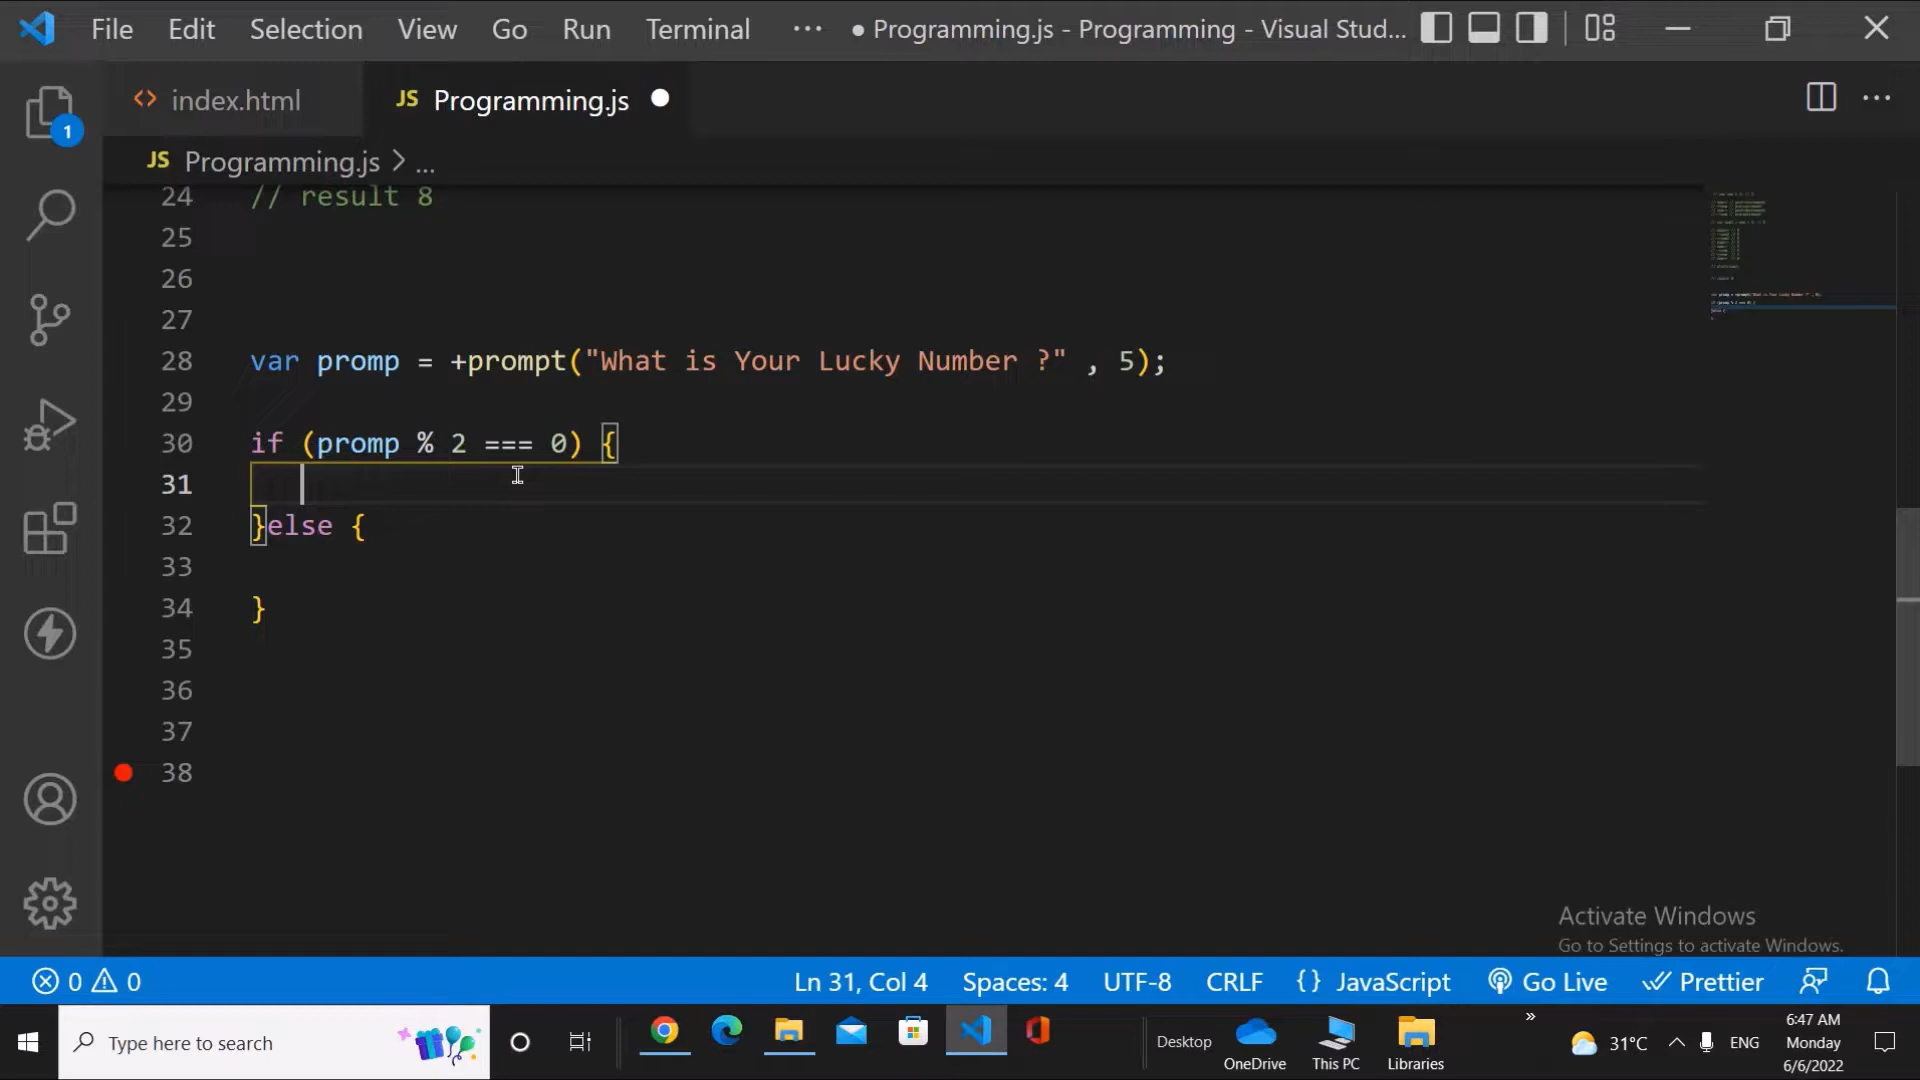 File Edit Selection View Go Run Terminal ··· ● Programming.js - Programming - Visual Stud...
1
<> index.html JS Programming.js ●
JS Programming.js > ...
24 // result 8
25
26
27
28 var promp = +prompt("What is Your Lucky Number ?" , 5);
29
30 if (promp % 2 === 0) {
31
32 }else {
33
34 }
35
36
37
38
Activate Windows
Go to Settings to activate Windows.
0 0 Ln 31, Col 4 Spaces: 4 UTF-8 CRLF {} JavaScript Go Live Prettier
Type here to search Desktop OneDrive This PC Libraries » 31°C ENG
6:47 AM
Monday
6/6/2022